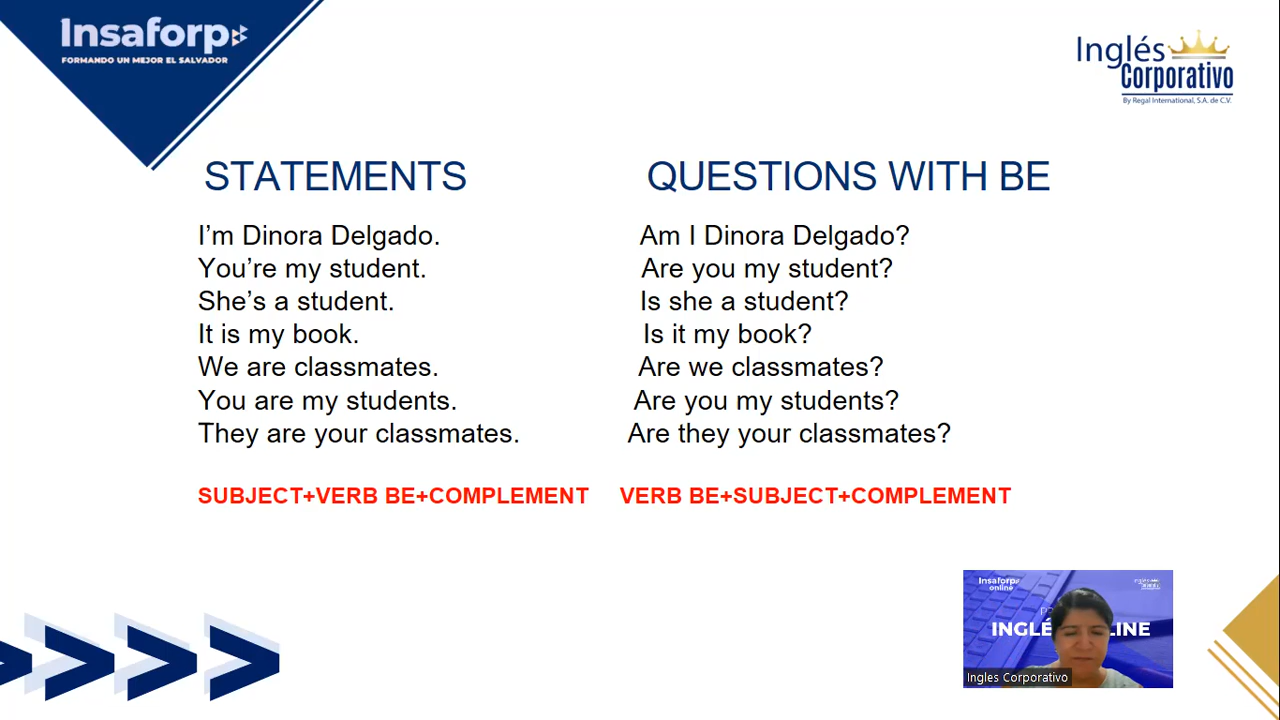 Insaforp
FORMANDO UN MEJOR EL SALVADOR
Inglés
Corporativo
By Regal International, S.A. de C.V.
STATEMENTS
I'm Dinora Delgado.
You're my student.
She's a student.
It is my book.
We are classmates.
You are my students.
They are your classmates.
SUBJECT+VERB BE+COMPLEMENT
QUESTIONS WITH BE
Am I Dinora Delgado?
Are you my student?
Is she a student?
Is it my book?
Are we classmates?
Are you my students?
Are they your classmates?
VERB BE+SUBJECT+COMPLEMENT
Insaforp
online
Ingles Corporativo